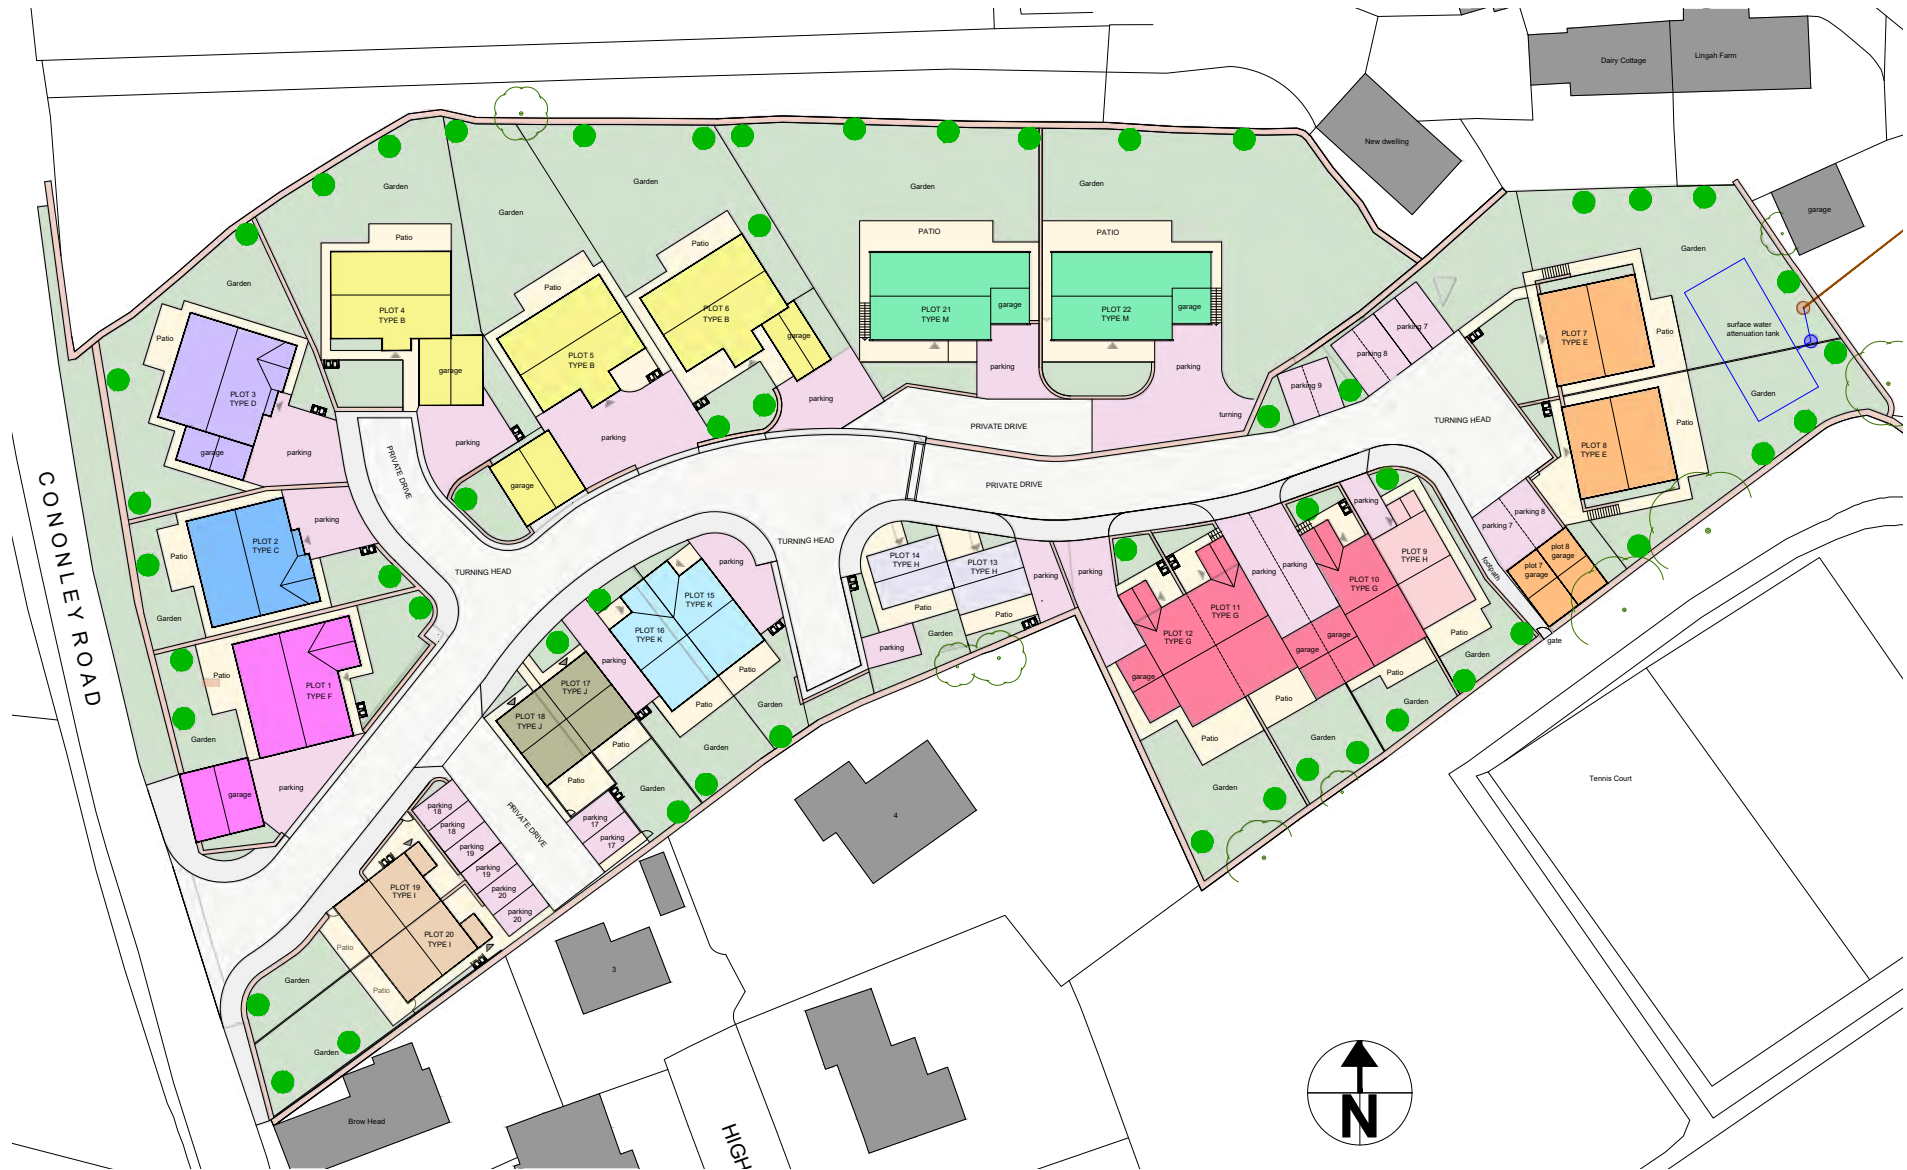 Dairy Cottage
Lingah Farm
New dwelling
garage
Garden
Garden
Garden
Garden
Garden
Garden
Garden
Patio
PATIO
PATIO
Patio
Patio
Patio
PLOT 4
TYPE B
garage
PLOT 5
TYPE B
PLOT 6
TYPE B
garage
PLOT 21
TYPE M
garage
PLOT 22
TYPE M
garage
PLOT 3
TYPE D
garage
parking
parking
parking
garage
parking
parking
parking
turning
parking 9
parking 8
parking 7
PLOT 7
TYPE E
Patio
surface water
attenuation tank
Garden
PLOT 8
TYPE E
Patio
TURNING HEAD
PRIVATE DRIVE
PRIVATE DRIVE
PRIVATE DRIVE
CONONLEY ROAD
Patio
PLOT 2
TYPE C
parking
Garden
TURNING HEAD
TURNING HEAD
parking
PLOT 14
TYPE H
PLOT 13
TYPE H
Patio
Patio
Garden
parking
parking
parking
parking
parking
parking
PLOT 9
TYPE H
PLOT 10
TYPE G
PLOT 11
TYPE G
PLOT 12
TYPE G
garage
garage
garage
Patio
Patio
Patio
Garden
Garden
Garden
Garden
parking 7
parking 8
plot 8
garage
plot 7
garage
footpath
gate
Patio
PLOT 1
TYPE F
Garden
garage
parking
PLOT 15
TYPE K
PLOT 16
TYPE K
parking
Patio
Patio
Garden
Garden
PLOT 17
TYPE J
PLOT 18
TYPE J
Patio
Patio
Garden
PRIVATE DRIVE
parking
18
parking
18
parking
19
parking
19
parking
20
parking
20
parking
17
parking
17
PLOT 19
TYPE I
PLOT 20
TYPE I
Patio
Patio
Garden
Garden
Brow Head
3
4
HIGH
Tennis Court
N